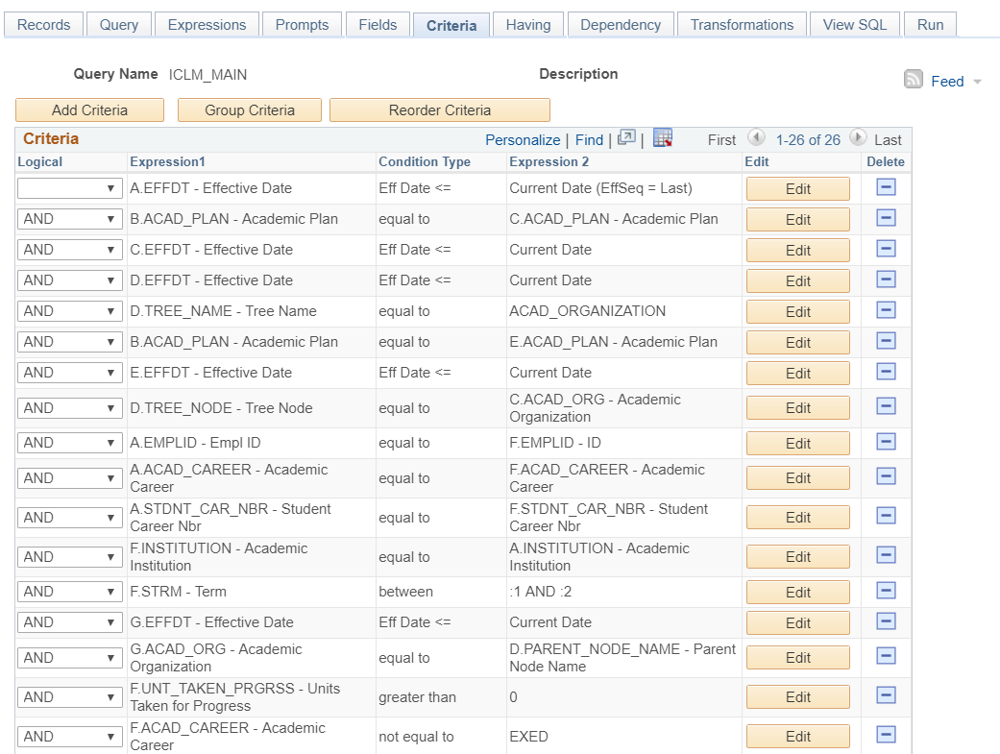 Records Query Expressions Prompts Fields Criteria Having Dependency Transformations View SQL Run
Query Name ICLM_MAIN Description
Feed
Add Criteria Group Criteria Reorder Criteria
Criteria Personalize | Find | | First 1-26 of 26 Last
Logical Expression1 Condition Type Expression 2 Edit Delete
A.EFFDT - Effective Date Eff Date <= Current Date (EffSeq = Last) Edit
AND B.ACAD_PLAN - Academic Plan equal to C.ACAD_PLAN - Academic Plan Edit
AND C.EFFDT - Effective Date Eff Date <= Current Date Edit
AND D.EFFDT - Effective Date Eff Date <= Current Date Edit
AND D.TREE_NAME - Tree Name equal to ACAD_ORGANIZATION Edit
AND B.ACAD_PLAN - Academic Plan equal to E.ACAD_PLAN - Academic Plan Edit
AND E.EFFDT - Effective Date Eff Date <= Current Date Edit
AND D.TREE_NODE - Tree Node equal to C.ACAD_ORG - Academic
Organization Edit
AND A.EMPLID - Empl ID equal to F.EMPLID - ID Edit
AND A.ACAD_CAREER - Academic
Career equal to F.ACAD_CAREER - Academic
Career Edit
AND A.STDNT_CAR_NBR - Student
Career Nbr equal to F.STDNT_CAR_NBR - Student
Career Nbr Edit
AND F.INSTITUTION - Academic
Institution equal to A.INSTITUTION - Academic
Institution Edit
AND F.STRM - Term between :1 AND :2 Edit
AND G.EFFDT - Effective Date Eff Date <= Current Date Edit
AND G.ACAD_ORG - Academic
Organization equal to D.PARENT_NODE_NAME - Parent
Node Name Edit
AND F.UNT_TAKEN_PRGRSS - Units
Taken for Progress greater than 0 Edit
AND F.ACAD_CAREER - Academic
Career not equal to EXED Edit